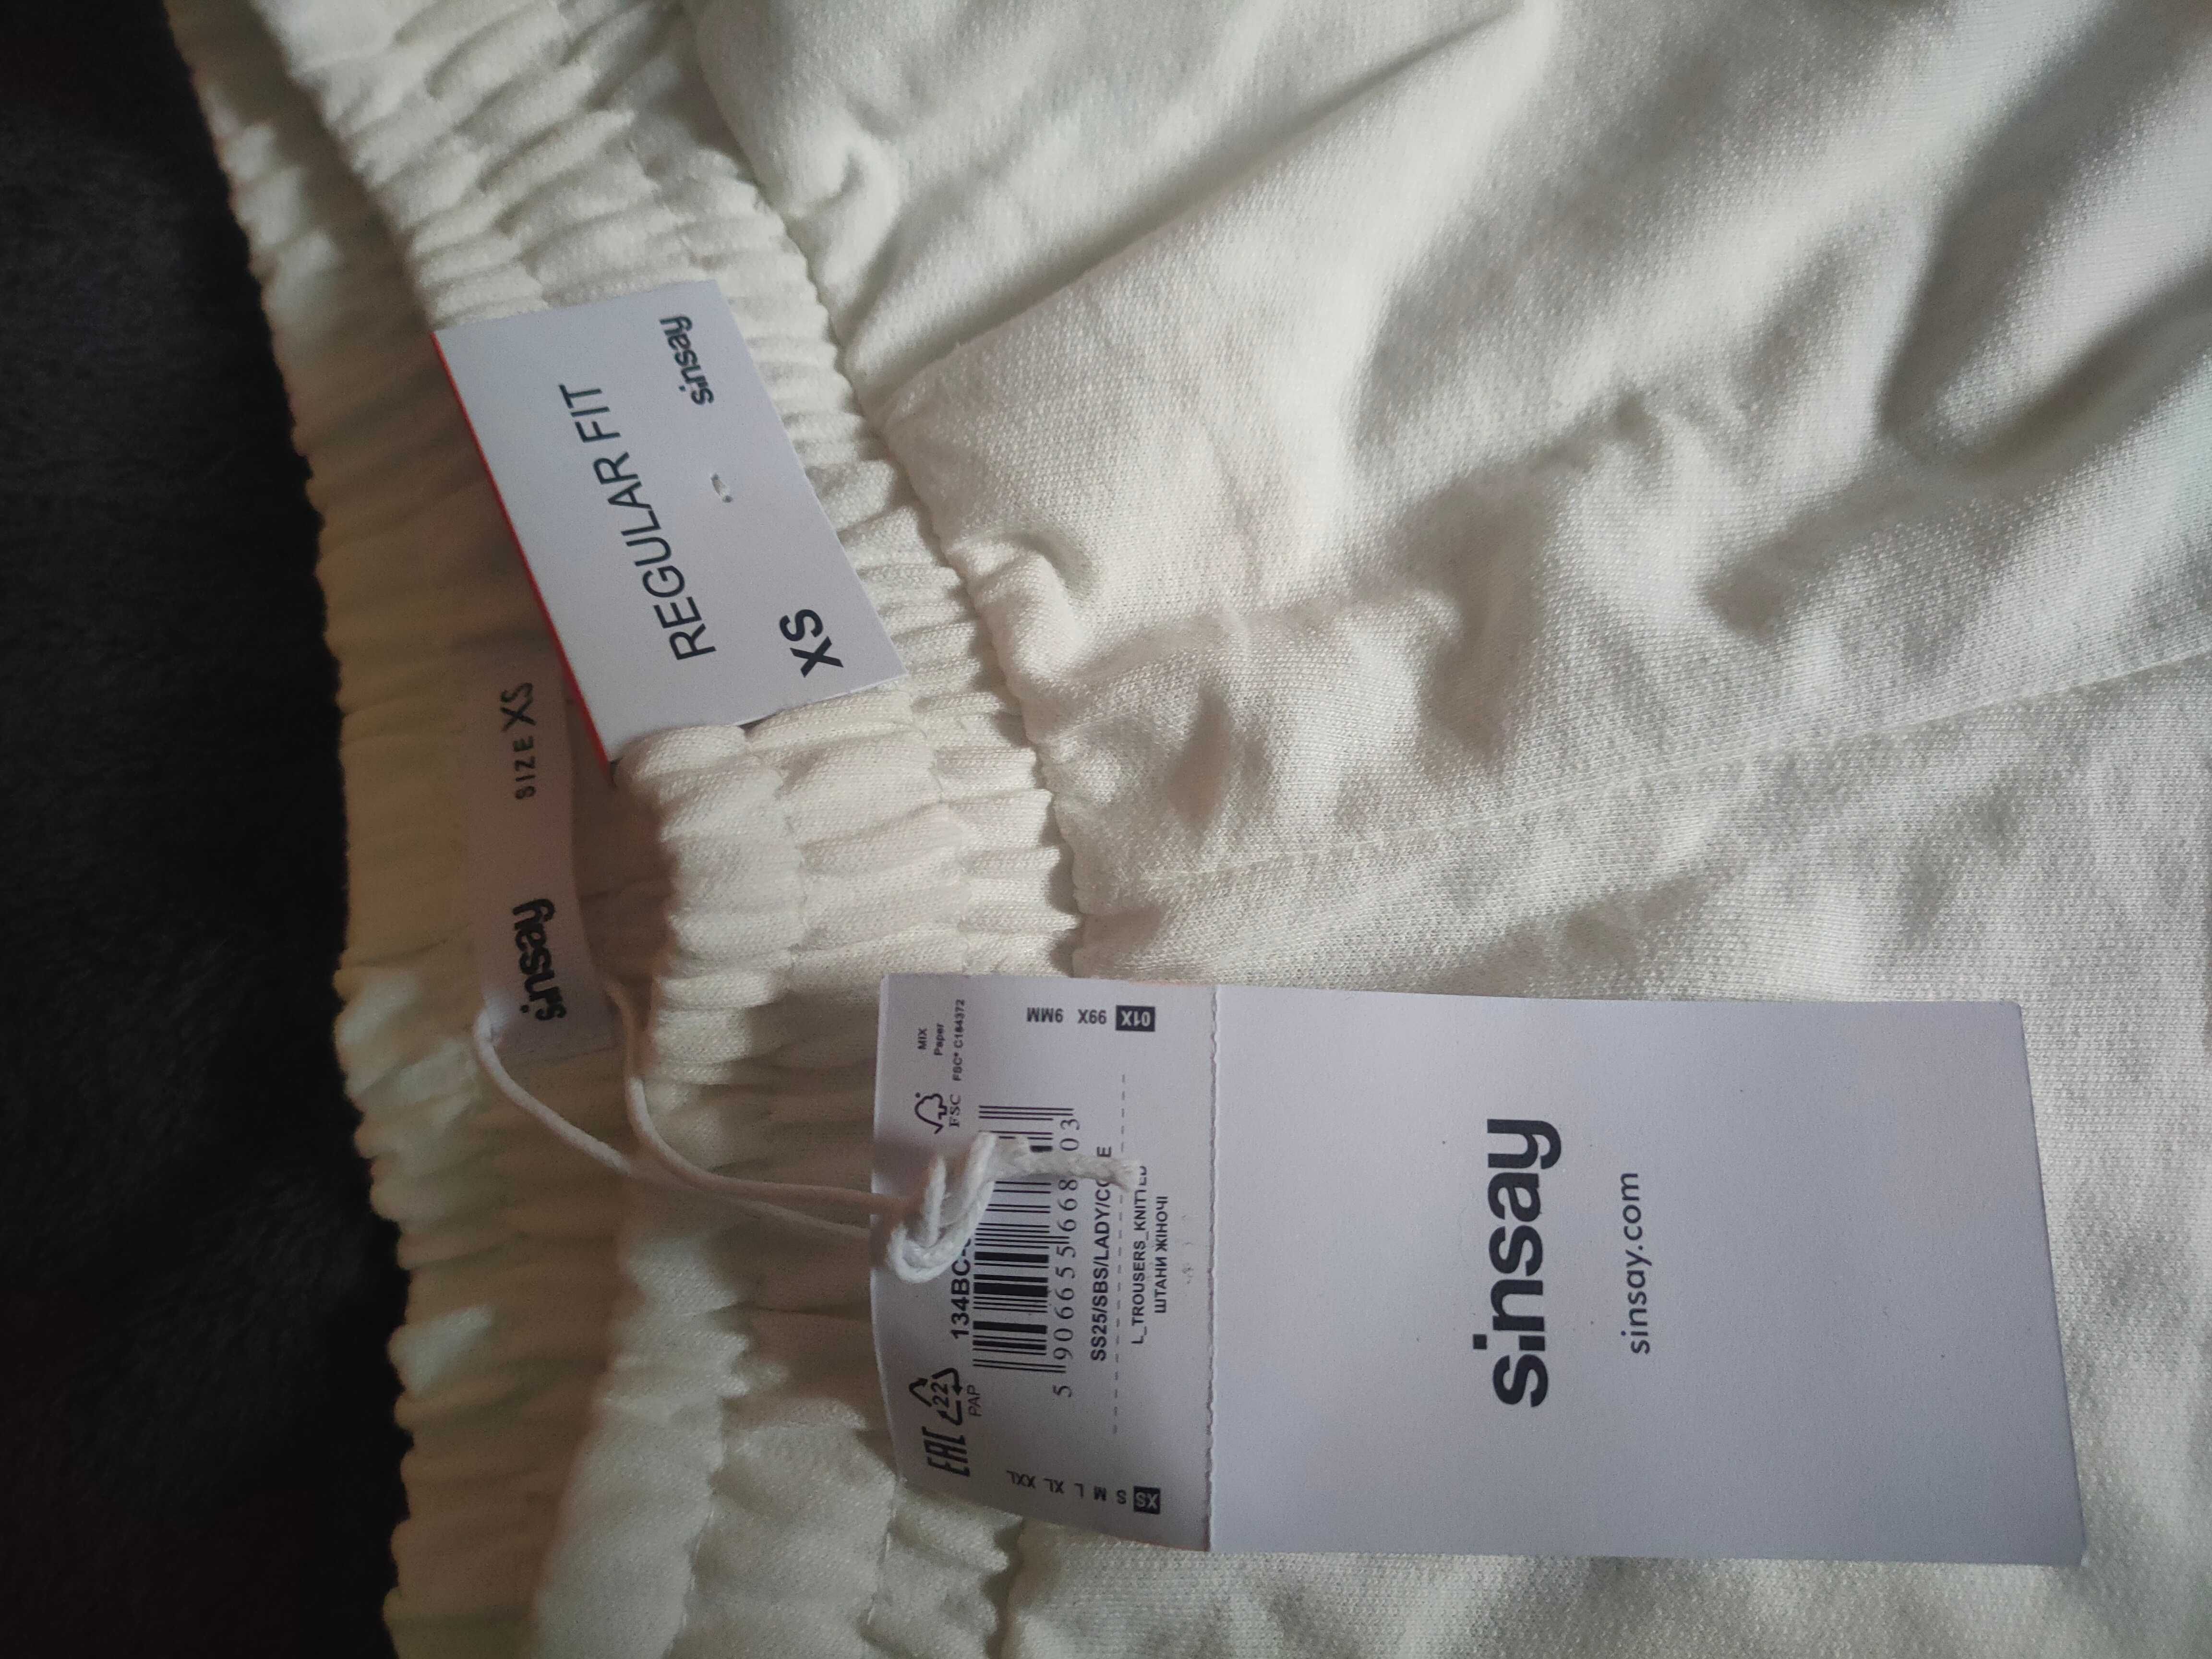 REGULAR FIT
XS
sinsay
sinsay
SIZE XS
EAC
22
PAP
FSC
MIX
Paper
FSC® C184372
134BC-
5 906655 668 03
SS25/SBS/LADY/
L_TROUSERS_KNITTED
ШТАНИ ЖІНОЧІ
XS
S
M
L
XL
XXL
01X
99X
9MM
sinsay
sinsay.com